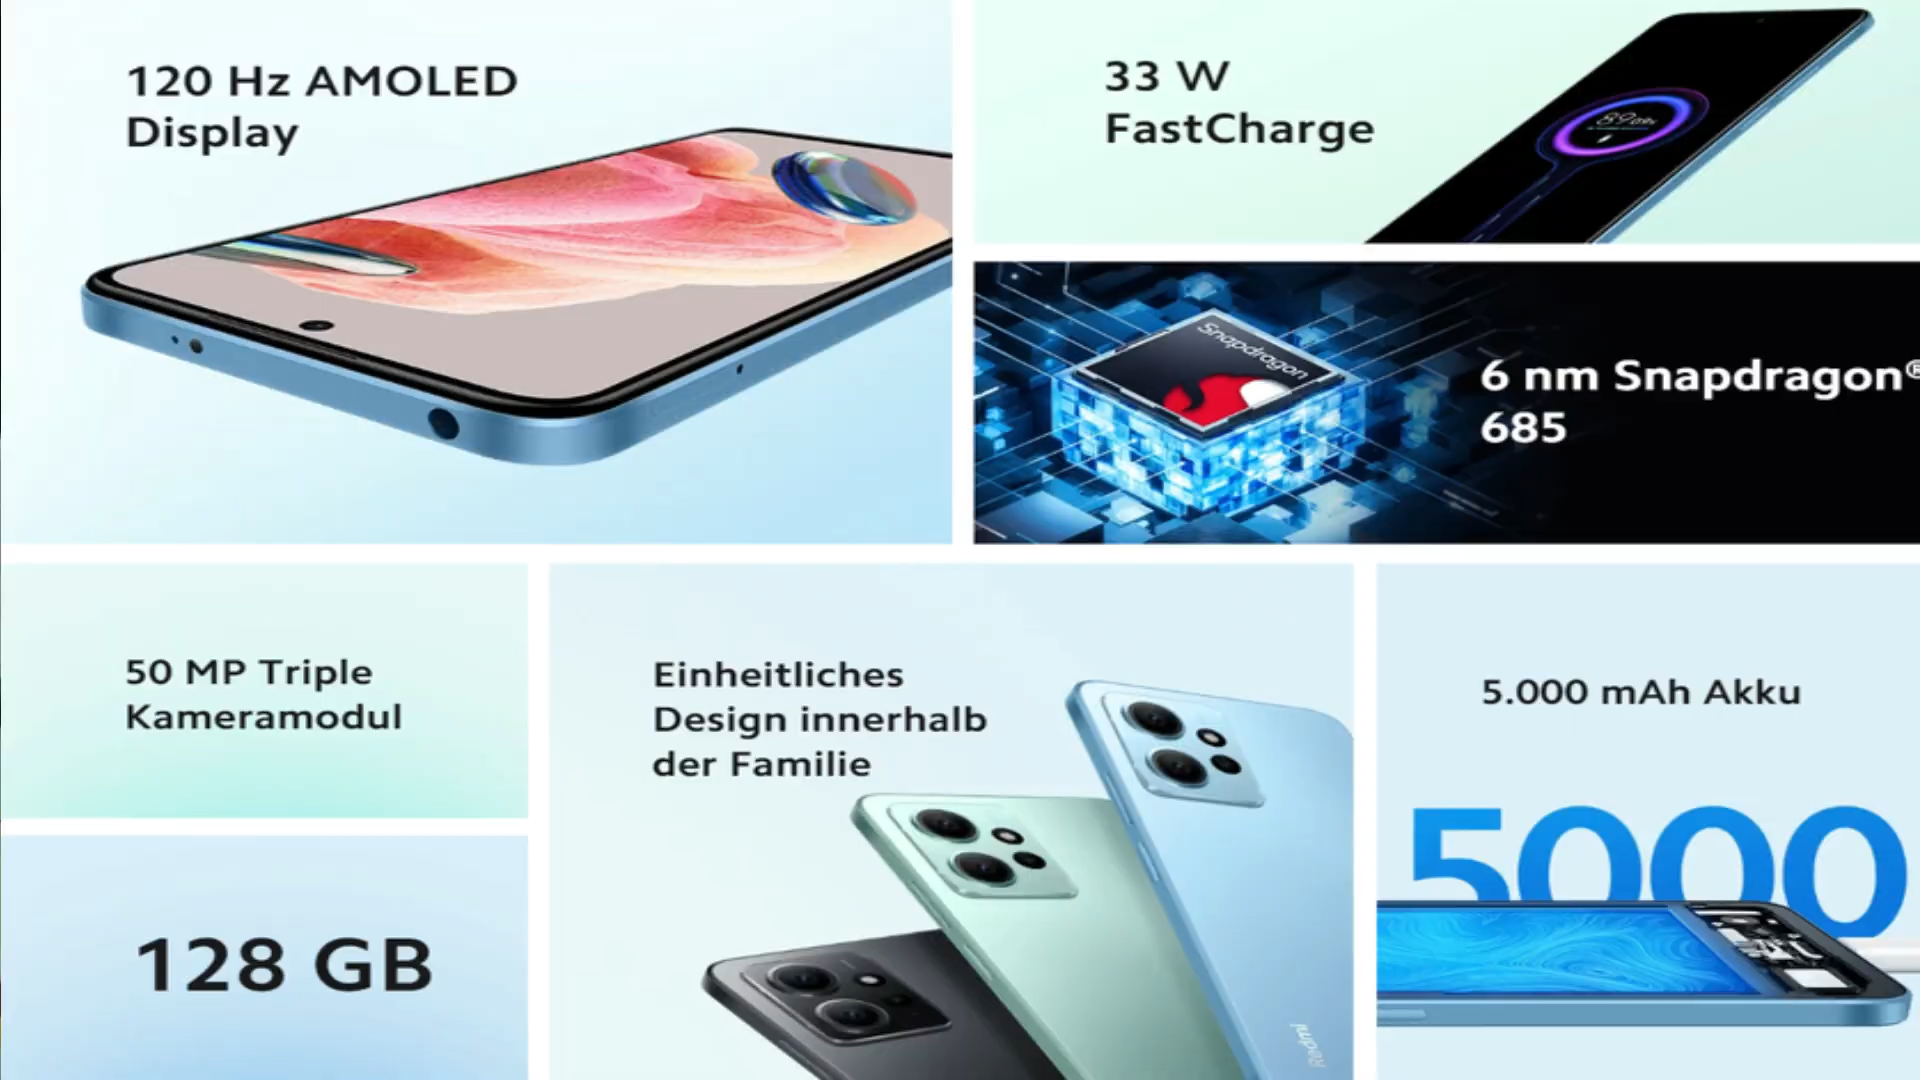 120 Hz AMOLED
Display
33 W
FastCharge
Snapdragon
6 nm Snapdragon®
685
50 MP Triple
Kameramodul
128 GB
Einheitliches
Design innerhalb
der Familie
Redmi
5.000 mAh Akku
5000